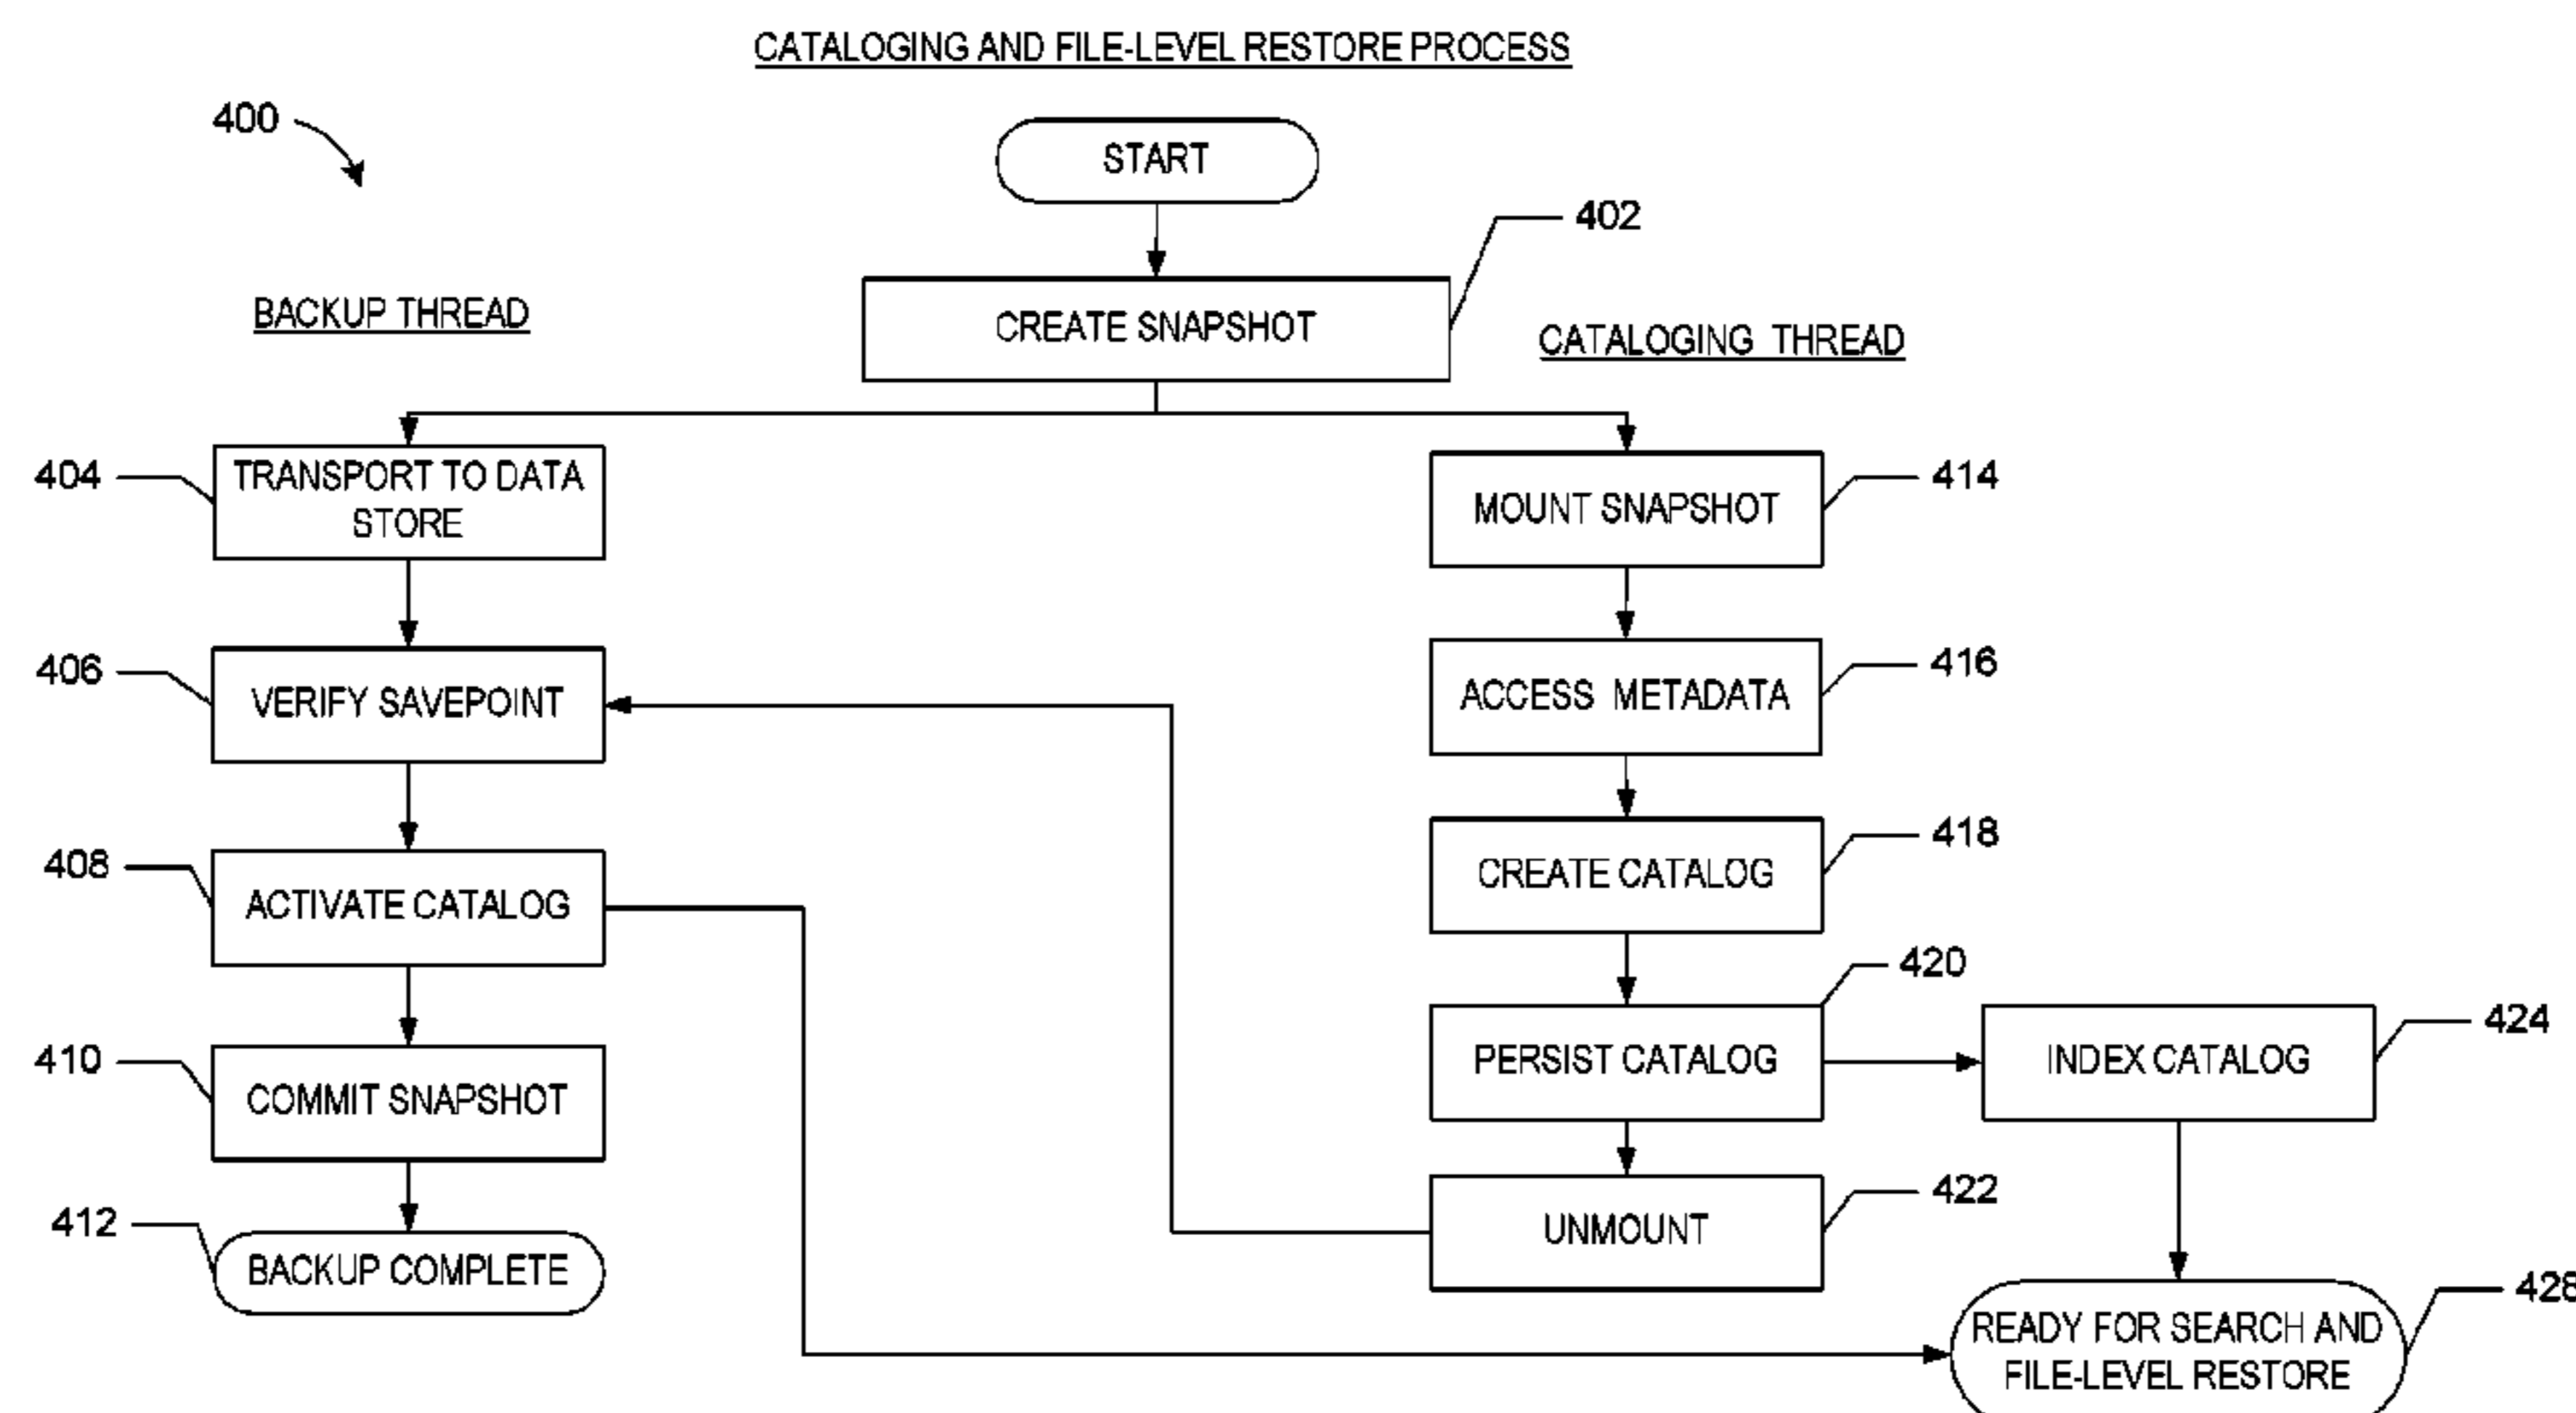 CATALOGING AND FILE-LEVEL RESTORE PROCESS
400
START
402
CREATE SNAPSHOT
BACKUP THREAD
CATALOGING THREAD
404
TRANSPORT TO DATA
STORE
414
MOUNT SNAPSHOT
406
VERIFY SAVEPOINT
416
ACCESS METADATA
408
ACTIVATE CATALOG
418
CREATE CATALOG
410
COMMIT SNAPSHOT
420
PERSIST CATALOG
424
INDEX CATALOG
412
BACKUP COMPLETE
422
UNMOUNT
428
READY FOR SEARCH AND
FILE-LEVEL RESTORE